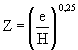 Z = (e/H)^0,25